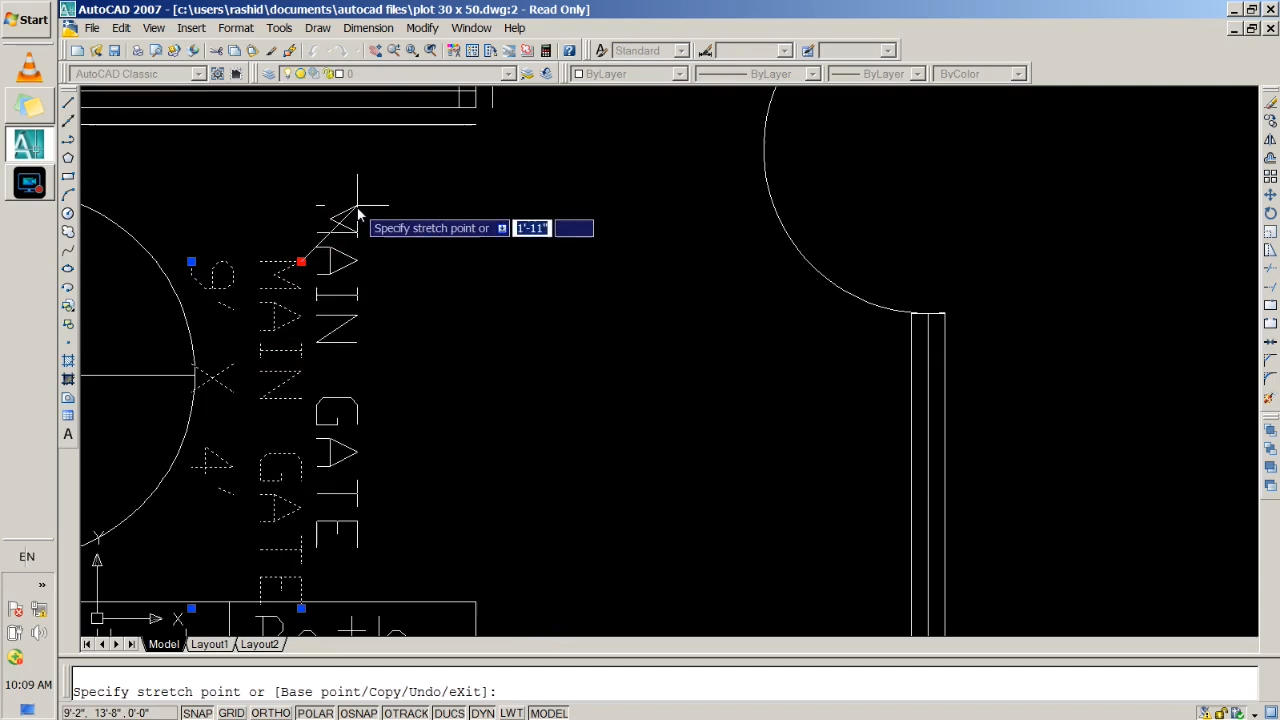 Start
AutoCAD 2007 - [c:\users\rashid\documents\autocad files\plot 30 x 50.dwg:2 - Read Only]
File Edit View Insert Format Tools Draw Dimension Modify Window Help
Standard
AutoCAD Classic 0 ByLayer ByLayer ByLayer ByColor
Specify stretch point or 1'-11"
MAIN GATE
MAIN GATE
Y
X
A
EN
10:09 AM
Model Layout1 Layout2
Specify stretch point or [Base point/Copy/Undo/eXit]:
9'-2", 13'-8", 0'-0" SNAP GRID ORTHO POLAR OSNAP OTRACK DUCS DYN LWT MODEL